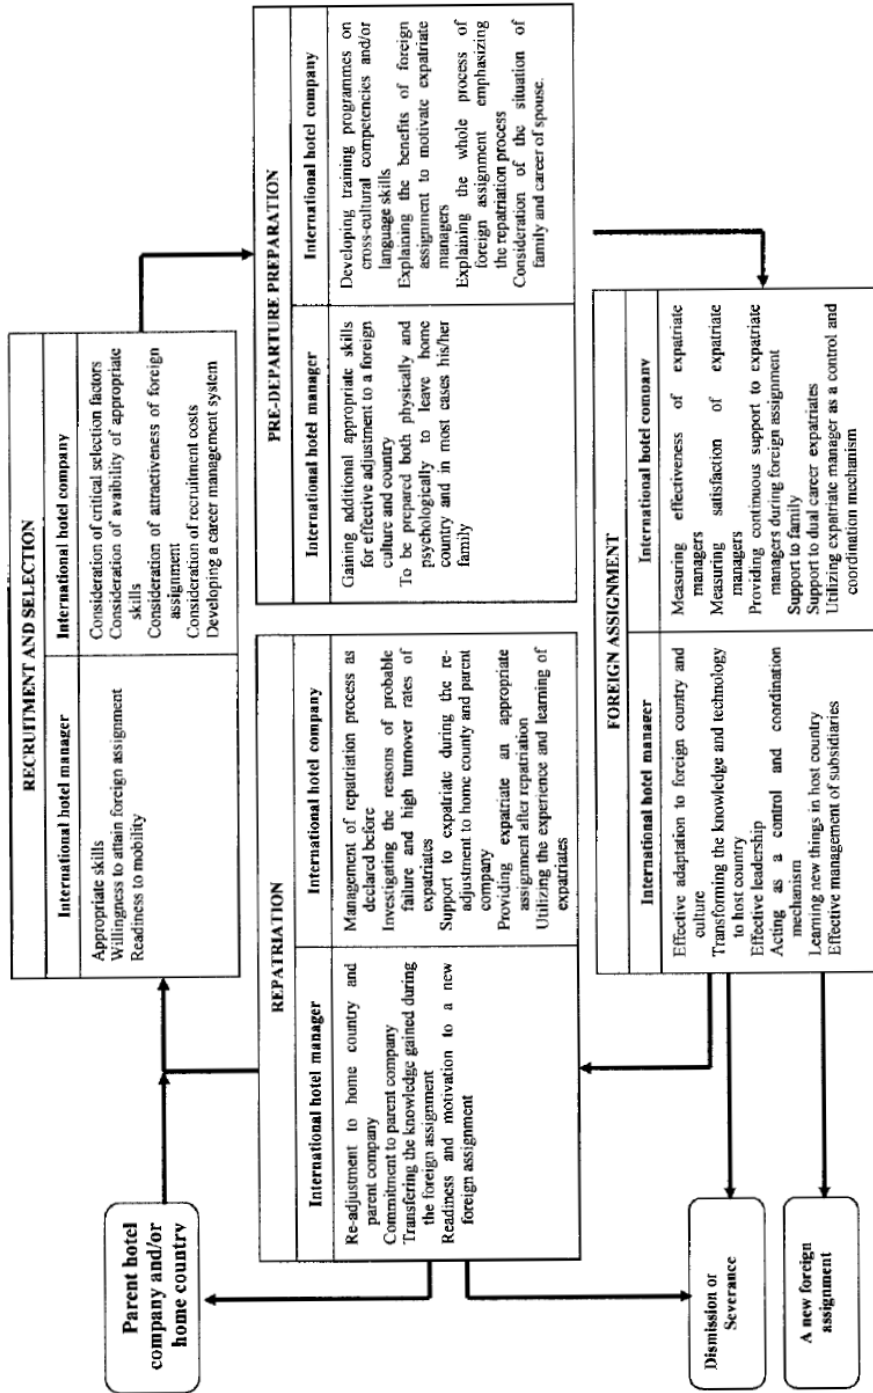 Parent hotel
company and/or
home country
RECRUITMENT AND SELECTION
International hotel manager
Appropriate skills
Willingness to attain foreign assignment
Readiness to mobility
International hotel company
Consideration of critical selection factors
Consideration of avaibility of appropriate
skills
Consideration of attractiveness of foreign
assignment
Consideration of recruitment costs
Developing a career management system
REPATRIATION
International hotel manager
Re-adjustment to home country and
parent company
Commitment to parent company
Transfering the knowledge gained during
the foreign assignment
Readiness and motivation to a new
foreign assignment
International hotel company
Management of repatriation process as
declared before
Investigating the reasons of probable
failure and high turnover rates of
expatriates
Support to expatriate during the re-
adjustment to home county and parent
company
Providing expatriate an appropriate
assignment after repatriation
Utilizing the experience and learning of
expatriates
PRE-DEPARTURE PREPARATION
International hotel manager
Gaining additional appropriate skills
for effective adjustment to a foreign
culture and country
To be prepared both physically and
psychologically to leave home
country and in most cases his/her
family
International hotel company
Developing training programmes on
cross-cultural competencies and/or
language skills
Explaining the benefits of foreign
assignment to motivate expatriate
managers
Explaining the whole process of
foreign assignment emphasizing
the repatriation process
Consideration of the situation of
family and career of spouse.
Dismission or
Severance
A new foreign
assignment
FOREIGN ASSIGNMENT
International hotel manager
Effective adaptation to foreign country and
culture
Transforming the knowledge and technology
to host country
Effective leadership
Acting as a control and coordination
mechanism
Learning new things in host country
Effective management of subsidiaries
International hotel company
Measuring effectiveness of expatriate
managers
Measuring satisfaction of expatriate
managers
Providing continuous support to expatriate
managers during foreign assignment
Support to family
Support to dual career expatriates
Utilizing expatriate manager as a control and
coordination mechanism